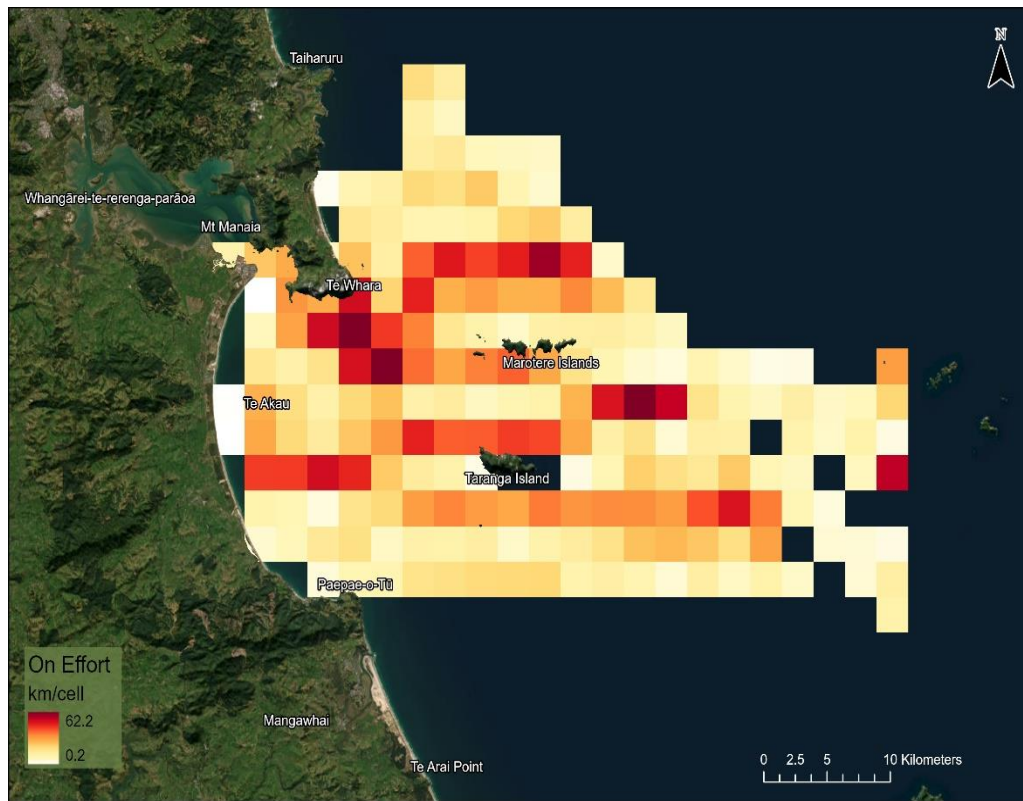 N
Taiharuru
Whangārei-te-rerenga-parāoa
Mt Manaia
Te Whara
Marotere Islands
Te Akau
Taranga Island
Paepae-o-Tū
On Effort
km/cell
62.2
0.2
Mangawhai
Te Arai Point
0 2.5 5 10 Kilometers